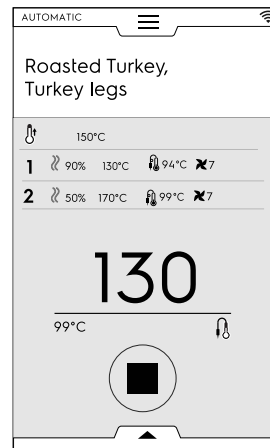 AUTOMATIC
Roasted Turkey,
Turkey legs
150°C
1 90% 130°C 94°C 7
2 50% 170°C 99°C 7
130
99°C